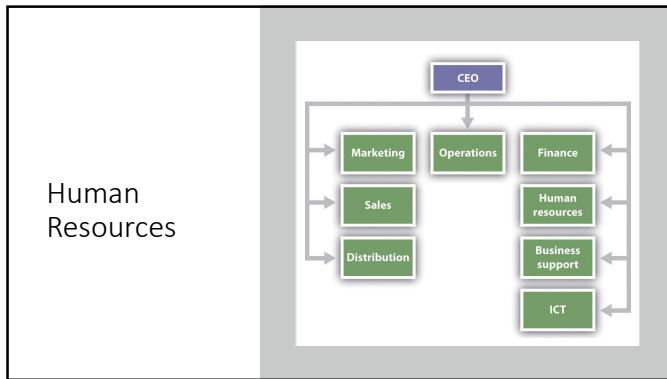 Human
Resources
CEO
Marketing
Operations
Finance
Sales
Human
resources
Distribution
Business
support
ICT